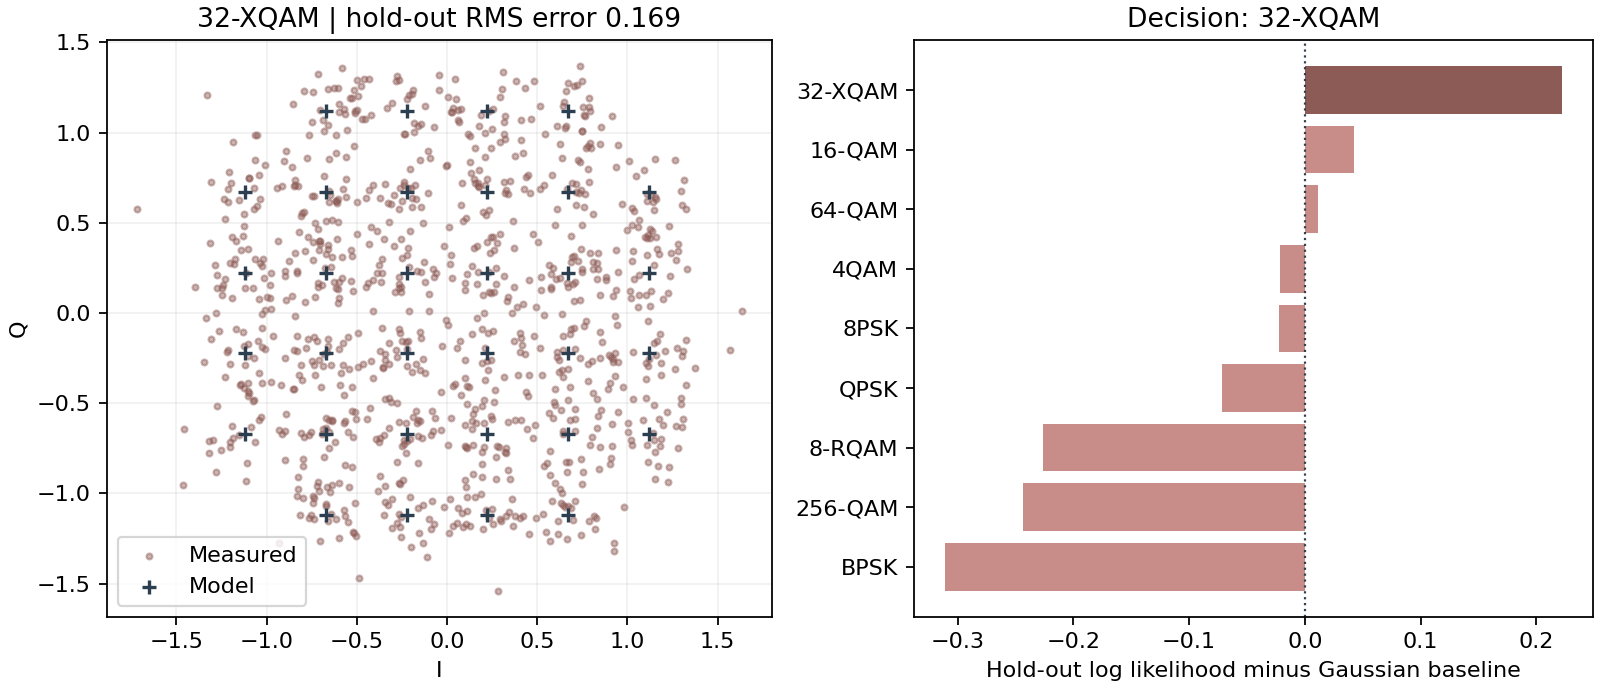 32-XQAM | hold-out RMS error 0.169
1.5
1.0
0.5
0.0
−0.5
−1.0
−1.5
Q
−1.5 −1.0 −0.5 0.0 0.5 1.0 1.5
I
Measured
Model
Decision: 32-XQAM
32-XQAM
16-QAM
64-QAM
4QAM
8PSK
QPSK
8-RQAM
256-QAM
BPSK
−0.3 −0.2 −0.1 0.0 0.1 0.2
Hold-out log likelihood minus Gaussian baseline